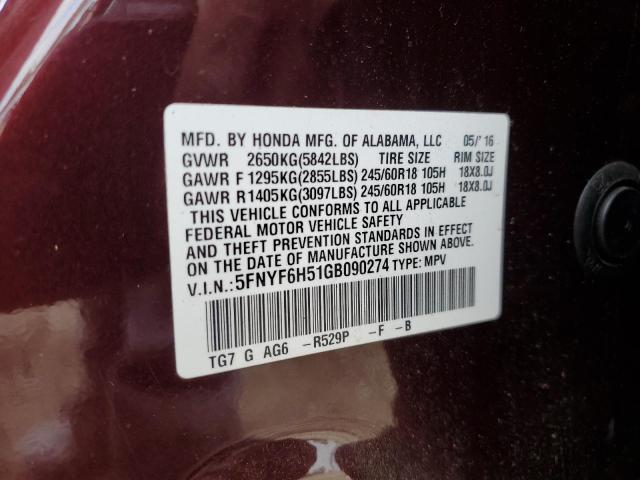 MFD. BY HONDA MFG. OF ALABAMA, LLC 05/'16
GVWR 2650KG(5842LBS) TIRE SIZE RIM SIZE
GAWR F 1295KG(2855LBS) 245/60R18 105H 18X8.0J
GAWR R 1405KG(3097LBS) 245/60R18 105H 18X8.0J
THIS VEHICLE CONFORMS TO ALL APPLICABLE
FEDERAL MOTOR VEHICLE SAFETY
AND THEFT PREVENTION STANDARDS IN EFFECT
ON THE DATE OF MANUFACTURE SHOWN ABOVE.
V.I.N.: 5FNYF6H51GB090274 TYPE: MPV
TG7 G AG6 -R529P -F -B